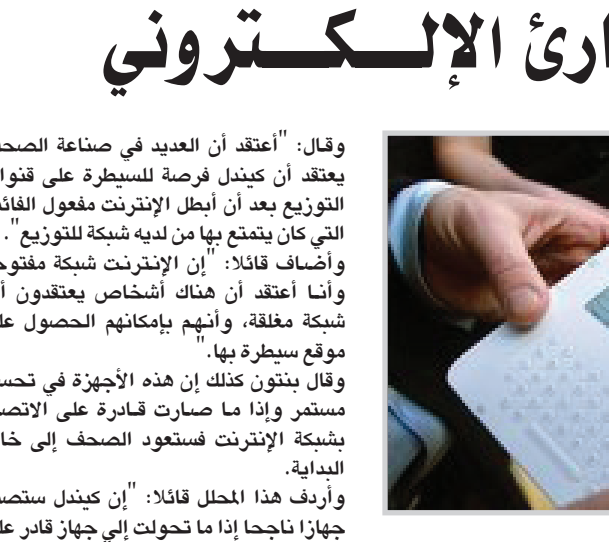 ارئ الإلـــكـــتروني
وقال: "أعتقد أن العديد في صناعة الصح
يعتقد أن كيندل فرصة للسيطرة على قنوا
التوزيع بعد أن أبطل الإنترنت مفعول الفائ
التي كان يتمتع بها من لديه شبكة للتوزيع".
وأضاف قائلا: "إن الإنترنت شبكة مفتوح
وأنا أعتقد أن هناك أشخاص يعتقدون أ
شبكة مغلقة، وأنهم بإمكانهم الحصول عل
موقع سيطرة بها."
وقال بنتون كذلك إن هذه الأجهزة في تحس
مستمر وإذا ما صارت قادرة على الاتص
بشبكة الإنترنت فستعود الصحف إلى خا
البداية.
وأردف هذا المحلل قائلا: "إن كيندل ستص
جهازا ناجحا إذا ما تحولت إلى جهاز قادر عل